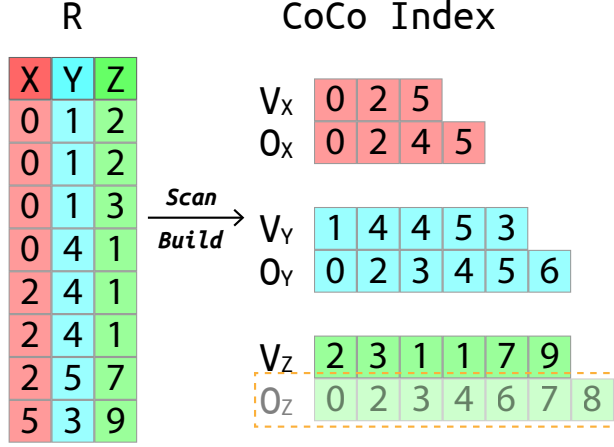 R
X Y Z
0 1 2
0 1 2
0 1 3
0 4 1
2 4 1
2 4 1
2 5 7
5 3 9
Scan
Build
CoCo Index
VX 0 2 5
OX 0 2 4 5
VY 1 4 4 5 3
OY 0 2 3 4 5 6
VZ 2 3 1 1 7 9
OZ 0 2 3 4 6 7 8